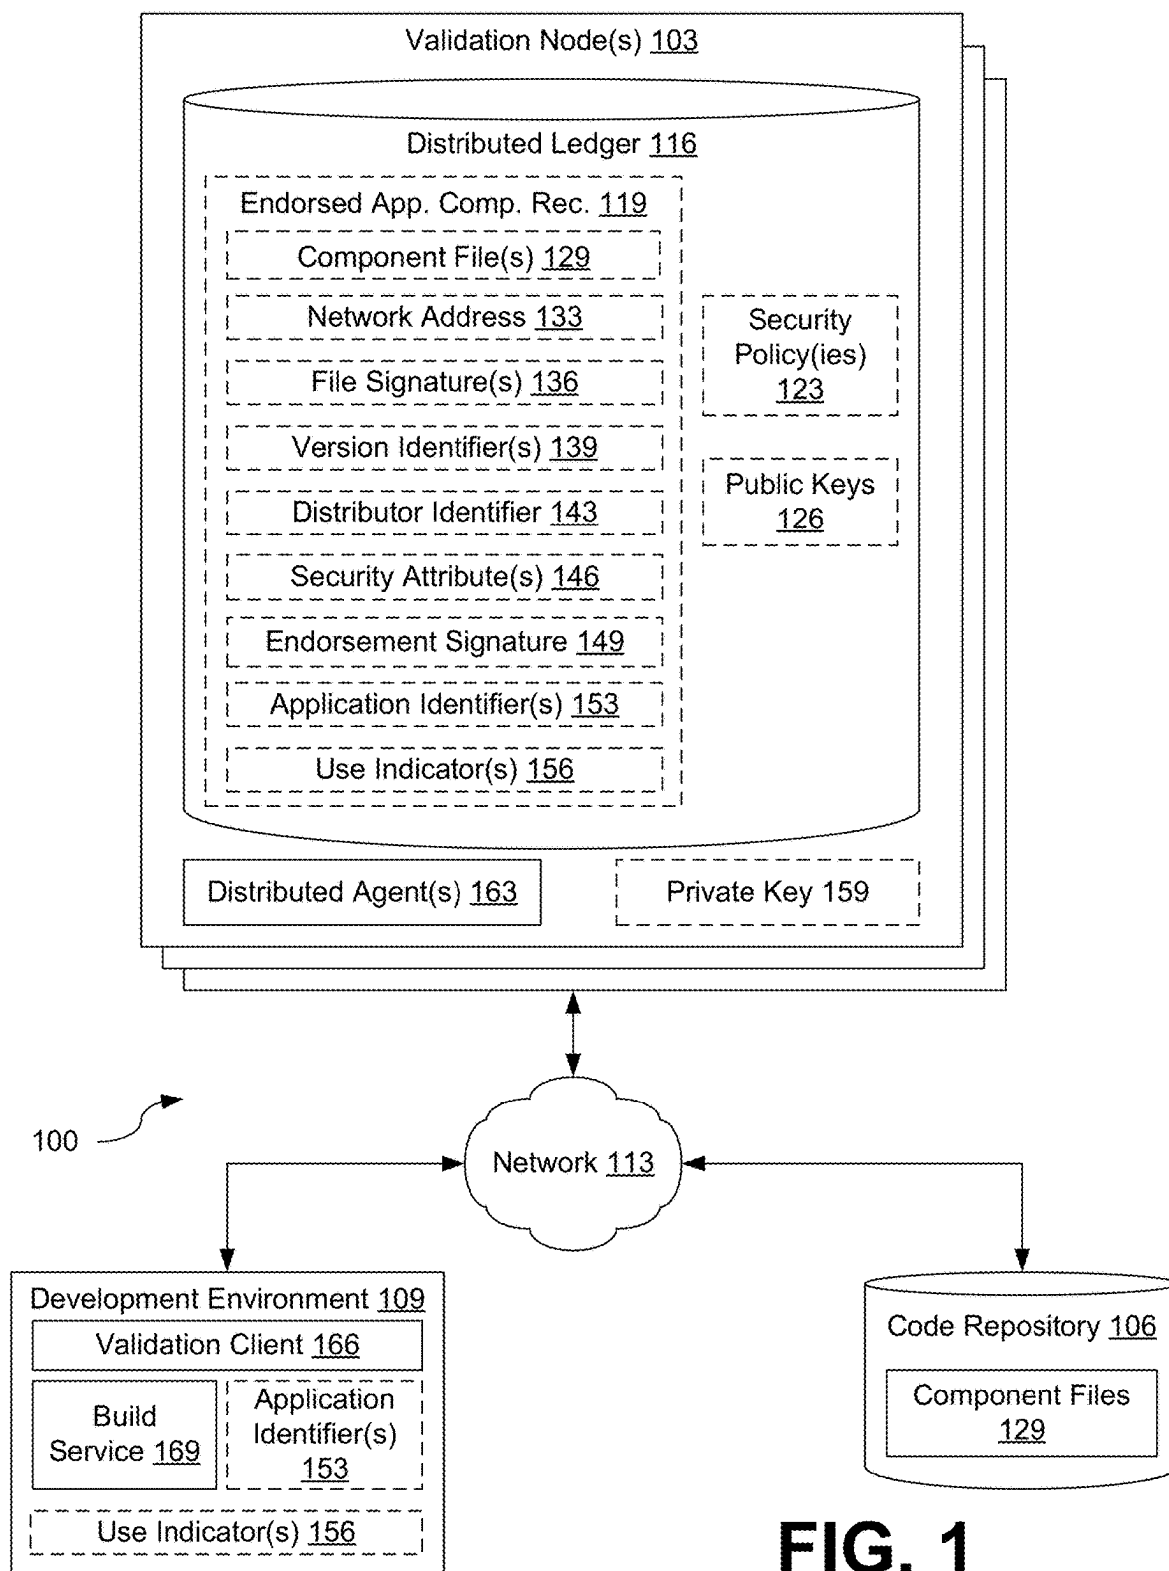 Validation Node(s) 103
Distributed Ledger 116
Endorsed App. Comp. Rec. 119
Component File(s) 129
Network Address 133
File Signature(s) 136
Version Identifier(s) 139
Distributor Identifier 143
Security Attribute(s) 146
Endorsement Signature 149
Application Identifier(s) 153
Use Indicator(s) 156
Security
Policy(ies)
123
Public Keys
126
Distributed Agent(s) 163
Private Key 159
100
Network 113
Development Environment 109
Validation Client 166
Build
Service 169
Application
Identifier(s)
153
Use Indicator(s) 156
Code Repository 106
Component Files
129
FIG. 1